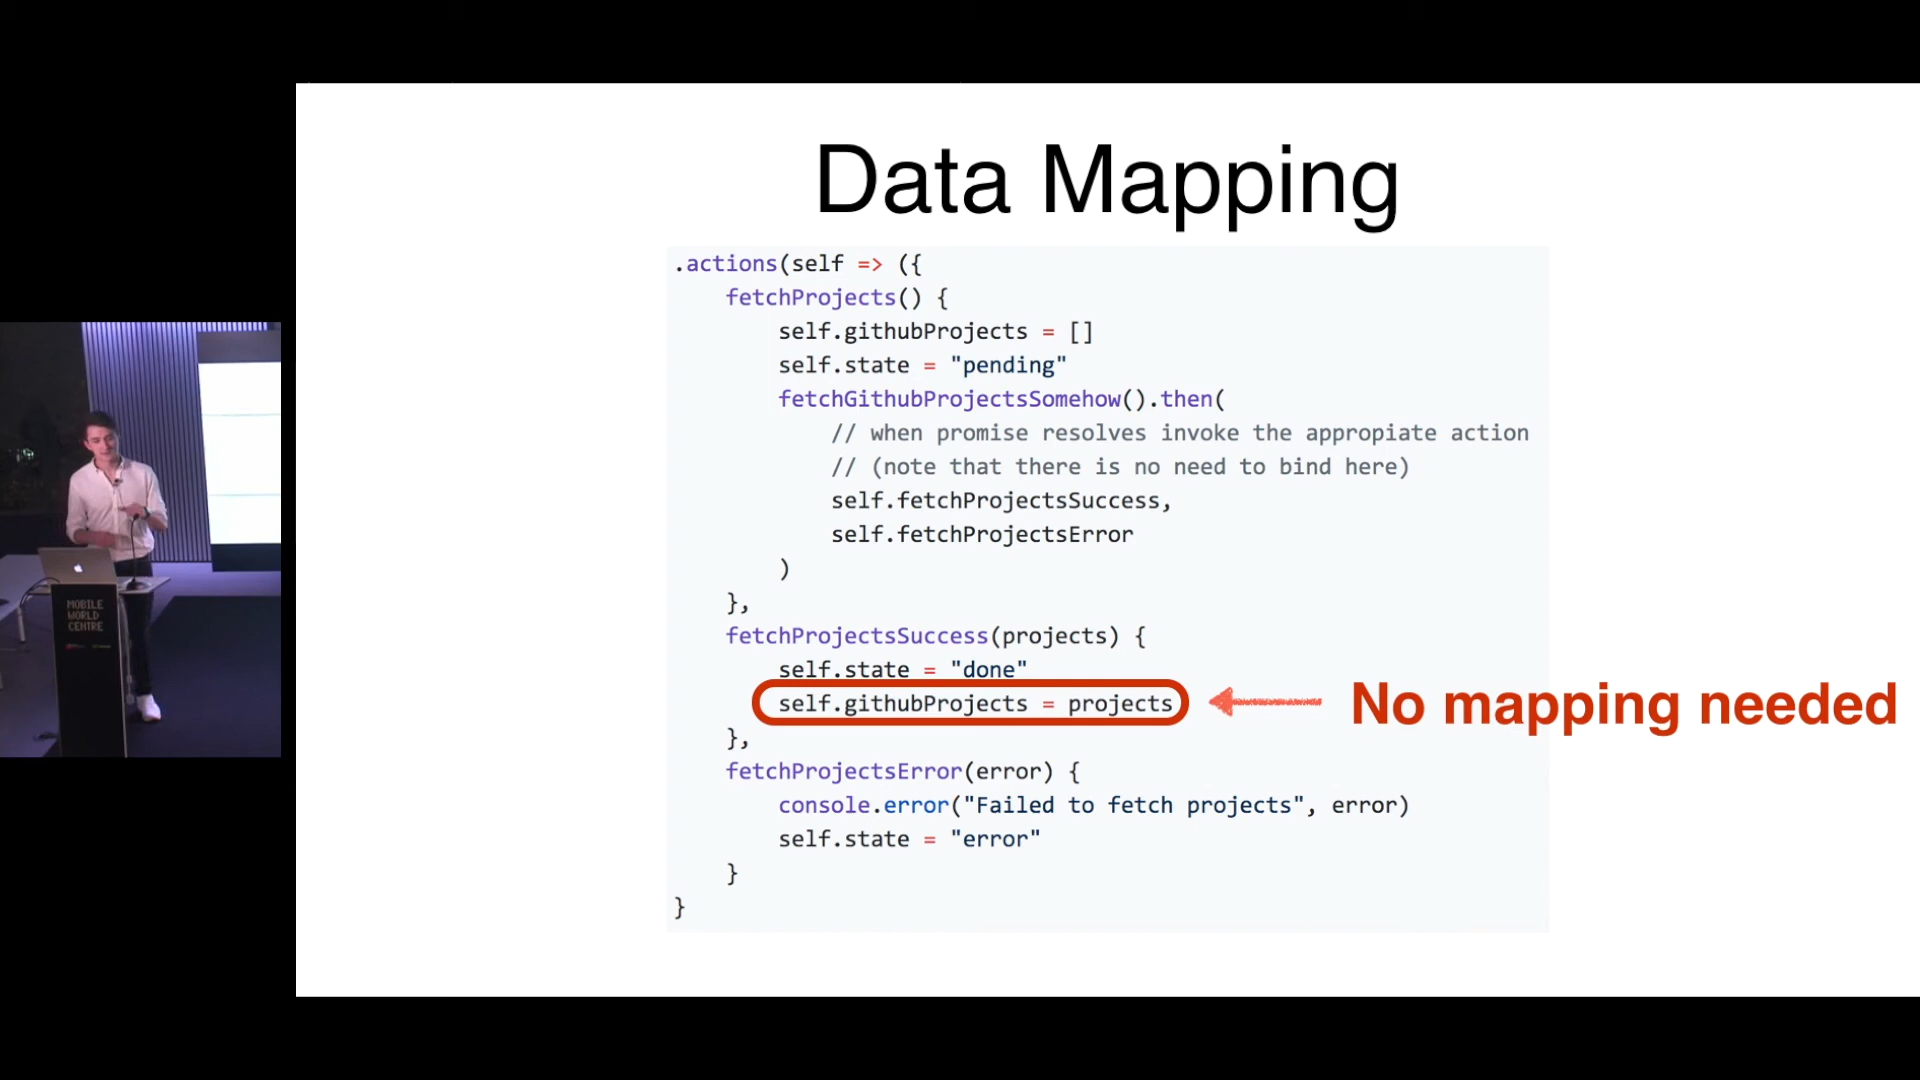 Data Mapping
.actions(self => ({
fetchProjects() {
self.githubProjects = []
self.state = "pending"
fetchGithubProjectsSomehow().then(
// when promise resolves invoke the appropiate action
// (note that there is no need to bind here)
self.fetchProjectsSuccess,
self.fetchProjectsError
)
},
fetchProjectsSuccess(projects) {
self.state = "done"
self.githubProjects = projects
No mapping needed
},
fetchProjectsError(error) {
console.error("Failed to fetch projects", error)
self.state = "error"
}
}
MOBILE
WORLD
CENTRE